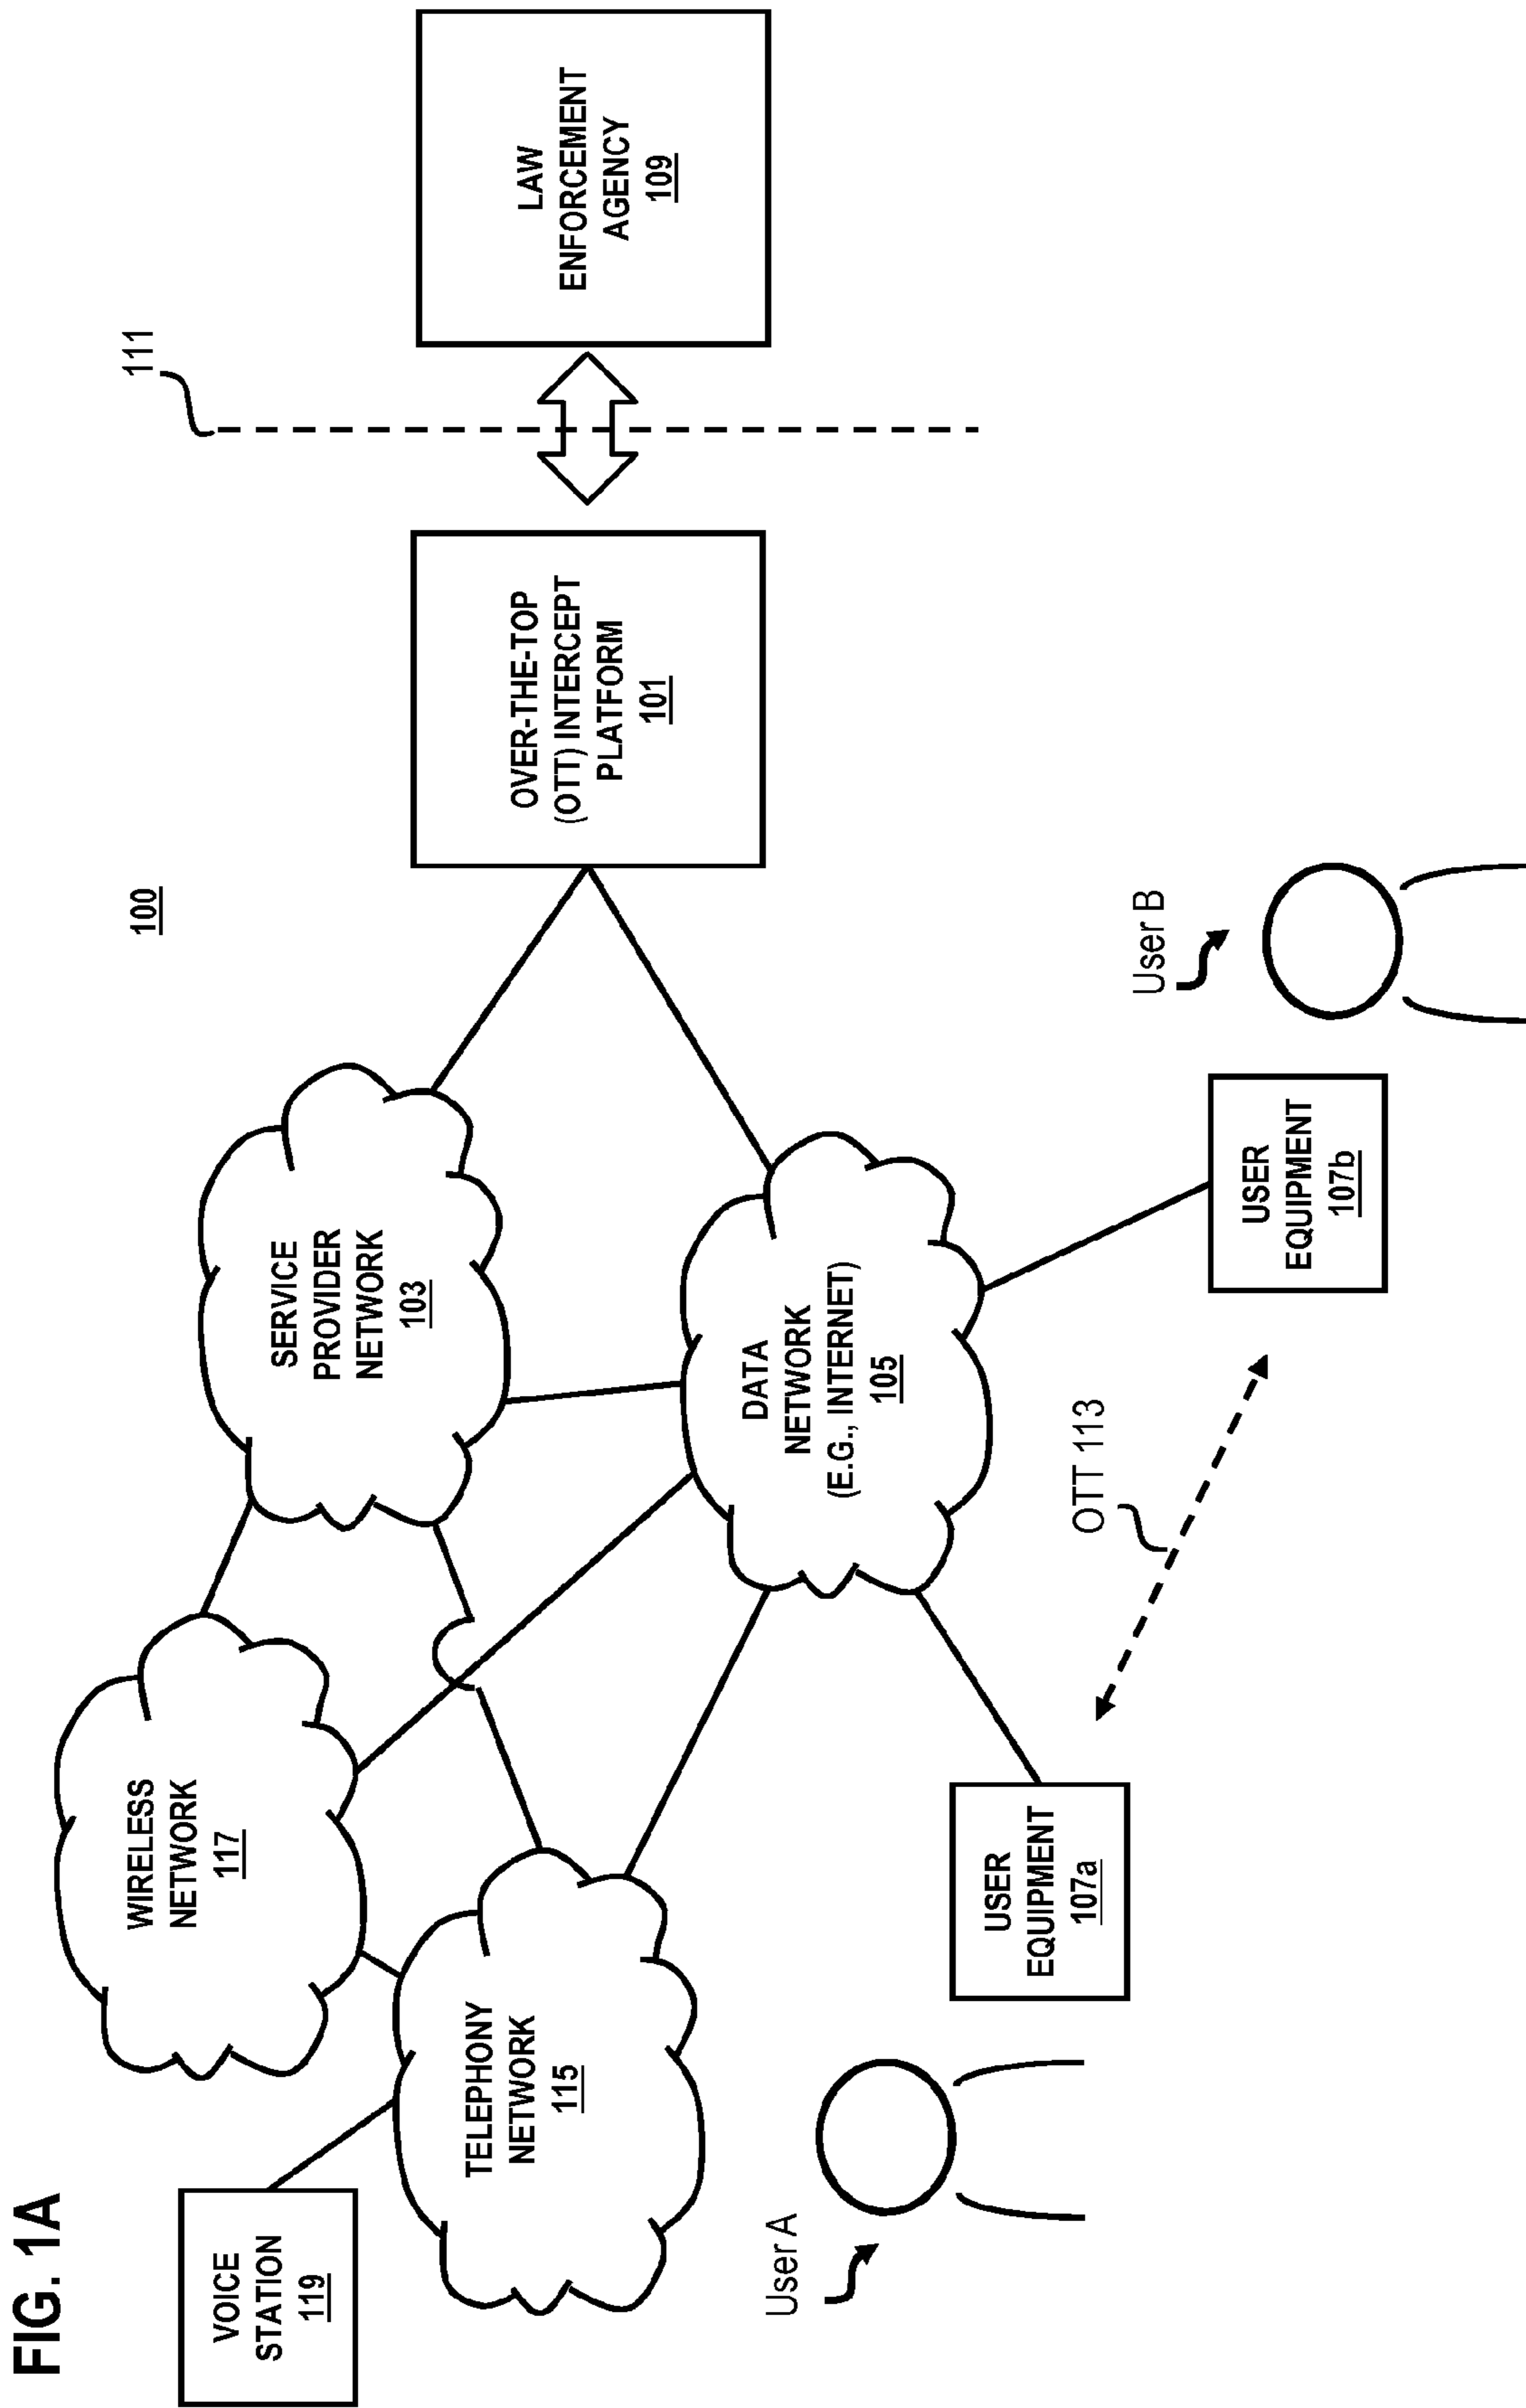 FIG. 1A
100
111
VOICE
STATION
119
WIRELESS
NETWORK
117
SERVICE
PROVIDER
NETWORK
103
TELEPHONY
NETWORK
115
DATA
NETWORK
(E.G., INTERNET)
105
OVER-THE-TOP
(OTT) INTERCEPT
PLATFORM
101
LAW
ENFORCEMENT
AGENCY
109
User A
USER
EQUIPMENT
107a
OTT 113
USER
EQUIPMENT
107b
User B